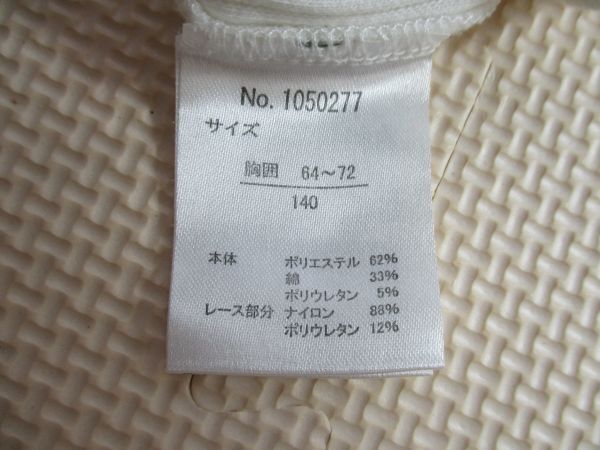 No. 1050277
サイズ
胸囲 64～72
140
本体 ポリエステル 62%
綿 33%
ポリウレタン 5%
レース部分 ナイロン 88%
ポリウレタン 12%